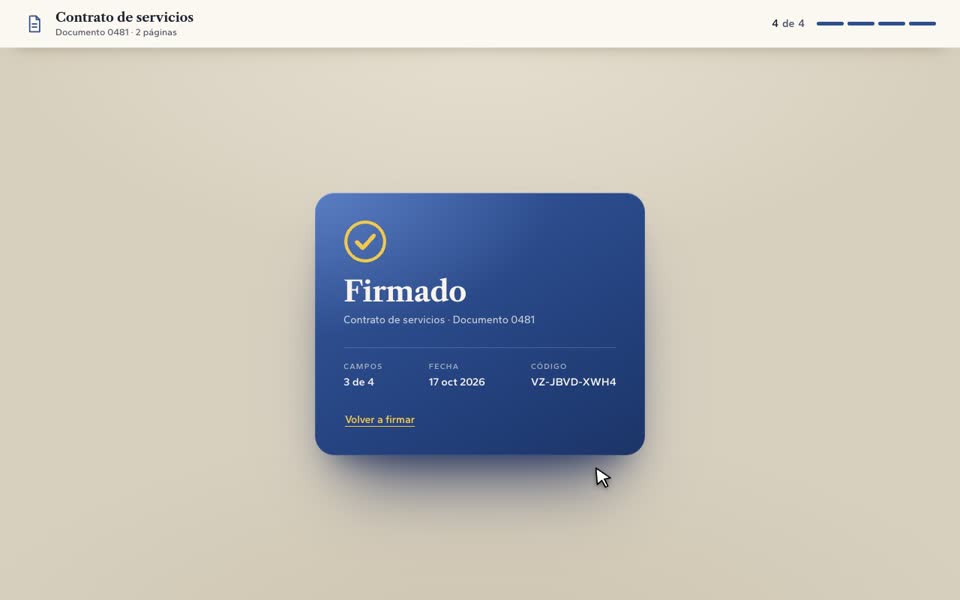 Contrato de servicios
Documento 0481 · 2 páginas
4 de 4
Firmado
Contrato de servicios · Documento 0481
CAMPOS FECHA CÓDIGO
3 de 4 17 oct 2026 VZ-JBVD-XWH4
Volver a firmar